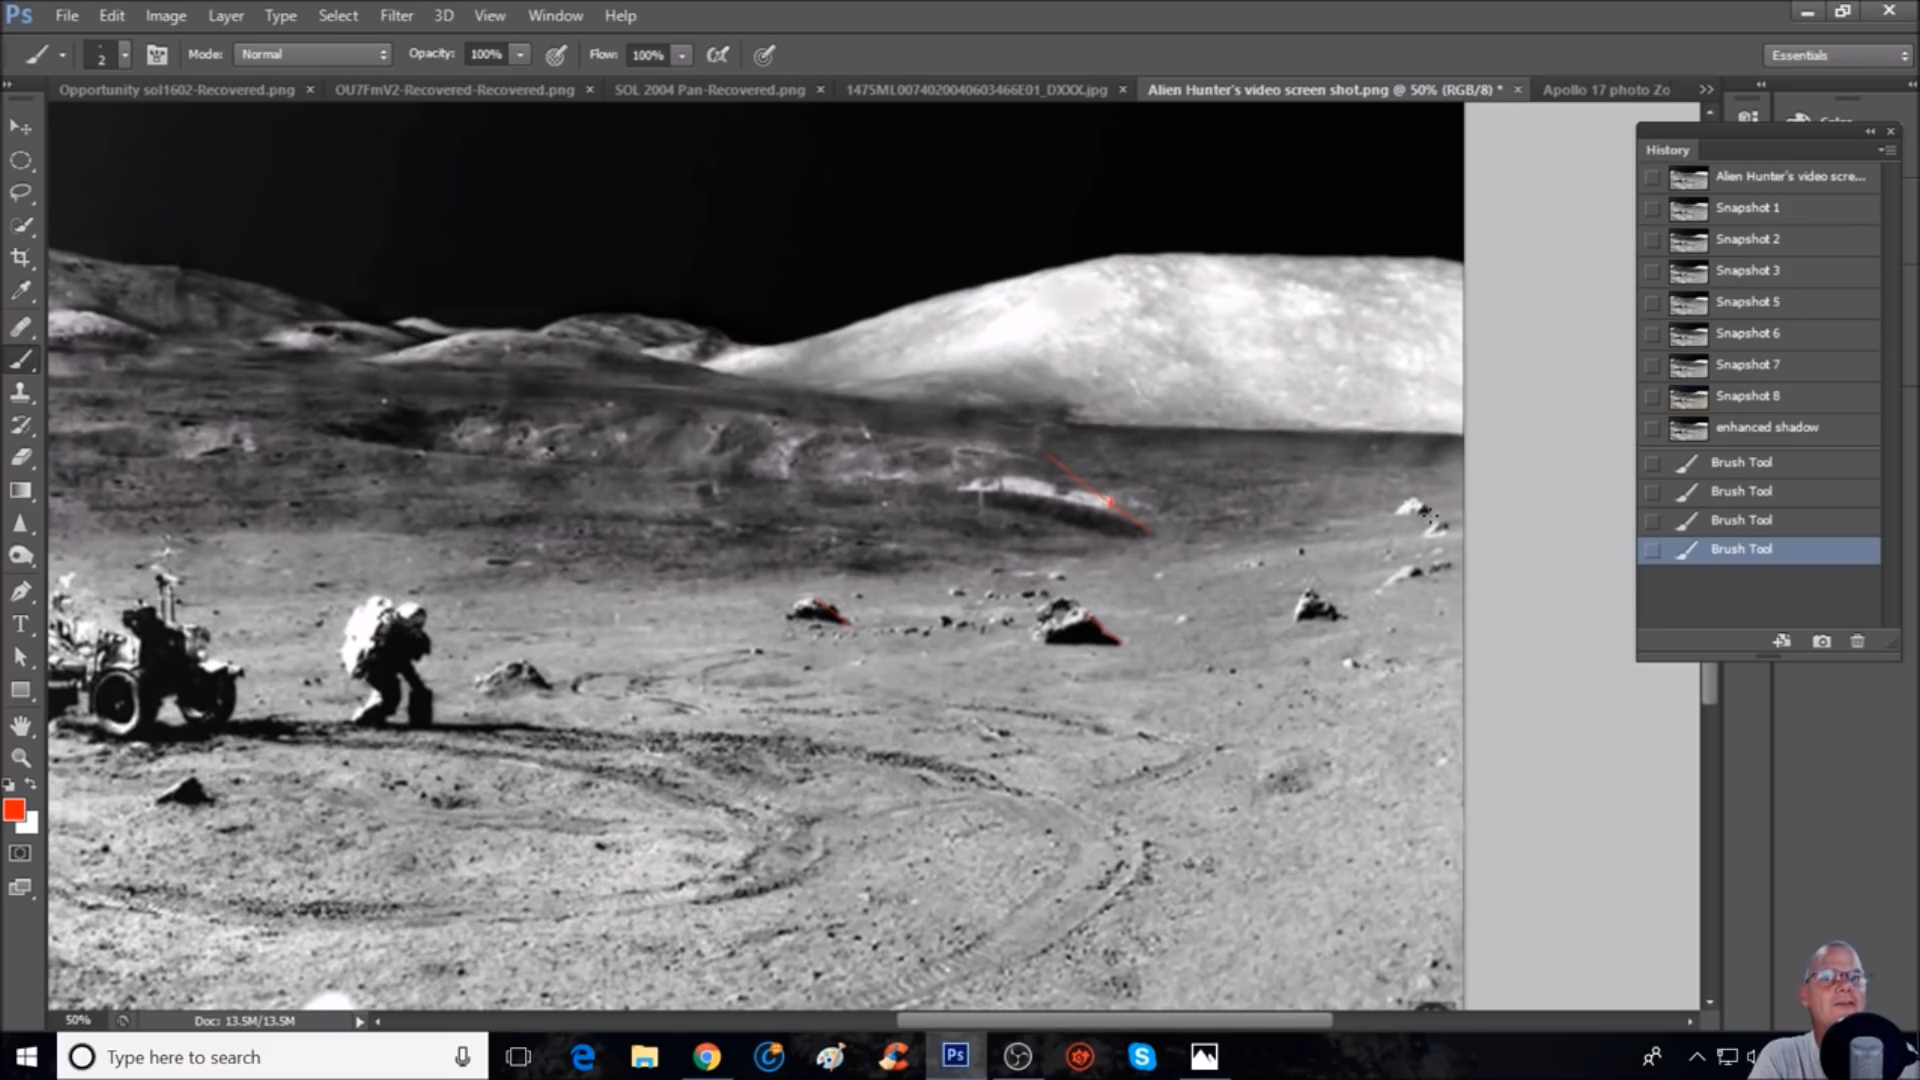 Ps File Edit Image Layer Type Select Filter 3D View Window Help
2 Mode: Normal Opacity: 100% Flow: 100% Essentials
Opportunity sol1602-Recovered.png × OU7FmV2-Recovered-Recovered.png × SOL 2004 Pan-Recovered.png × 1475ML0074020040603466E01_DXXX.jpg × Alien Hunter's video screen shot.png @ 50% (RGB/8) * × Apollo 17 photo Zo
Color
History
Alien Hunter's video scre...
Snapshot 1
Snapshot 2
Snapshot 3
Snapshot 5
Snapshot 6
Snapshot 7
Snapshot 8
enhanced shadow
Brush Tool
Brush Tool
Brush Tool
Brush Tool
50% Doc: 13.5M/13.5M
Type here to search
Ps